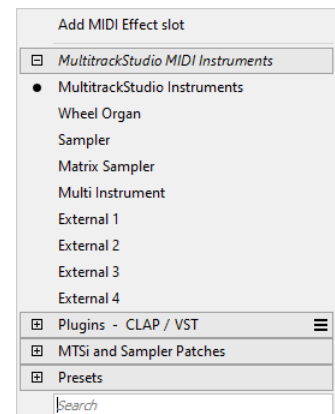 Add MIDI Effect slot
MultitrackStudio MIDI Instruments
MultitrackStudio Instruments
Wheel Organ
Sampler
Matrix Sampler
Multi Instrument
External 1
External 2
External 3
External 4
Plugins - CLAP / VST
MTSi and Sampler Patches
Presets
Search